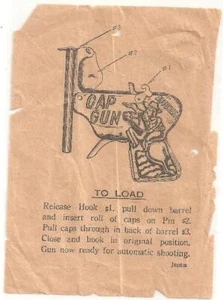 #3
#2
#1
CAP
GUN
TO LOAD
Release Hook #1, pull down barrel
and insert roll of caps on Pin #2.
Pull caps through in back of barrel #3.
Close and hook in original position.
Gun now ready for automatic shooting.